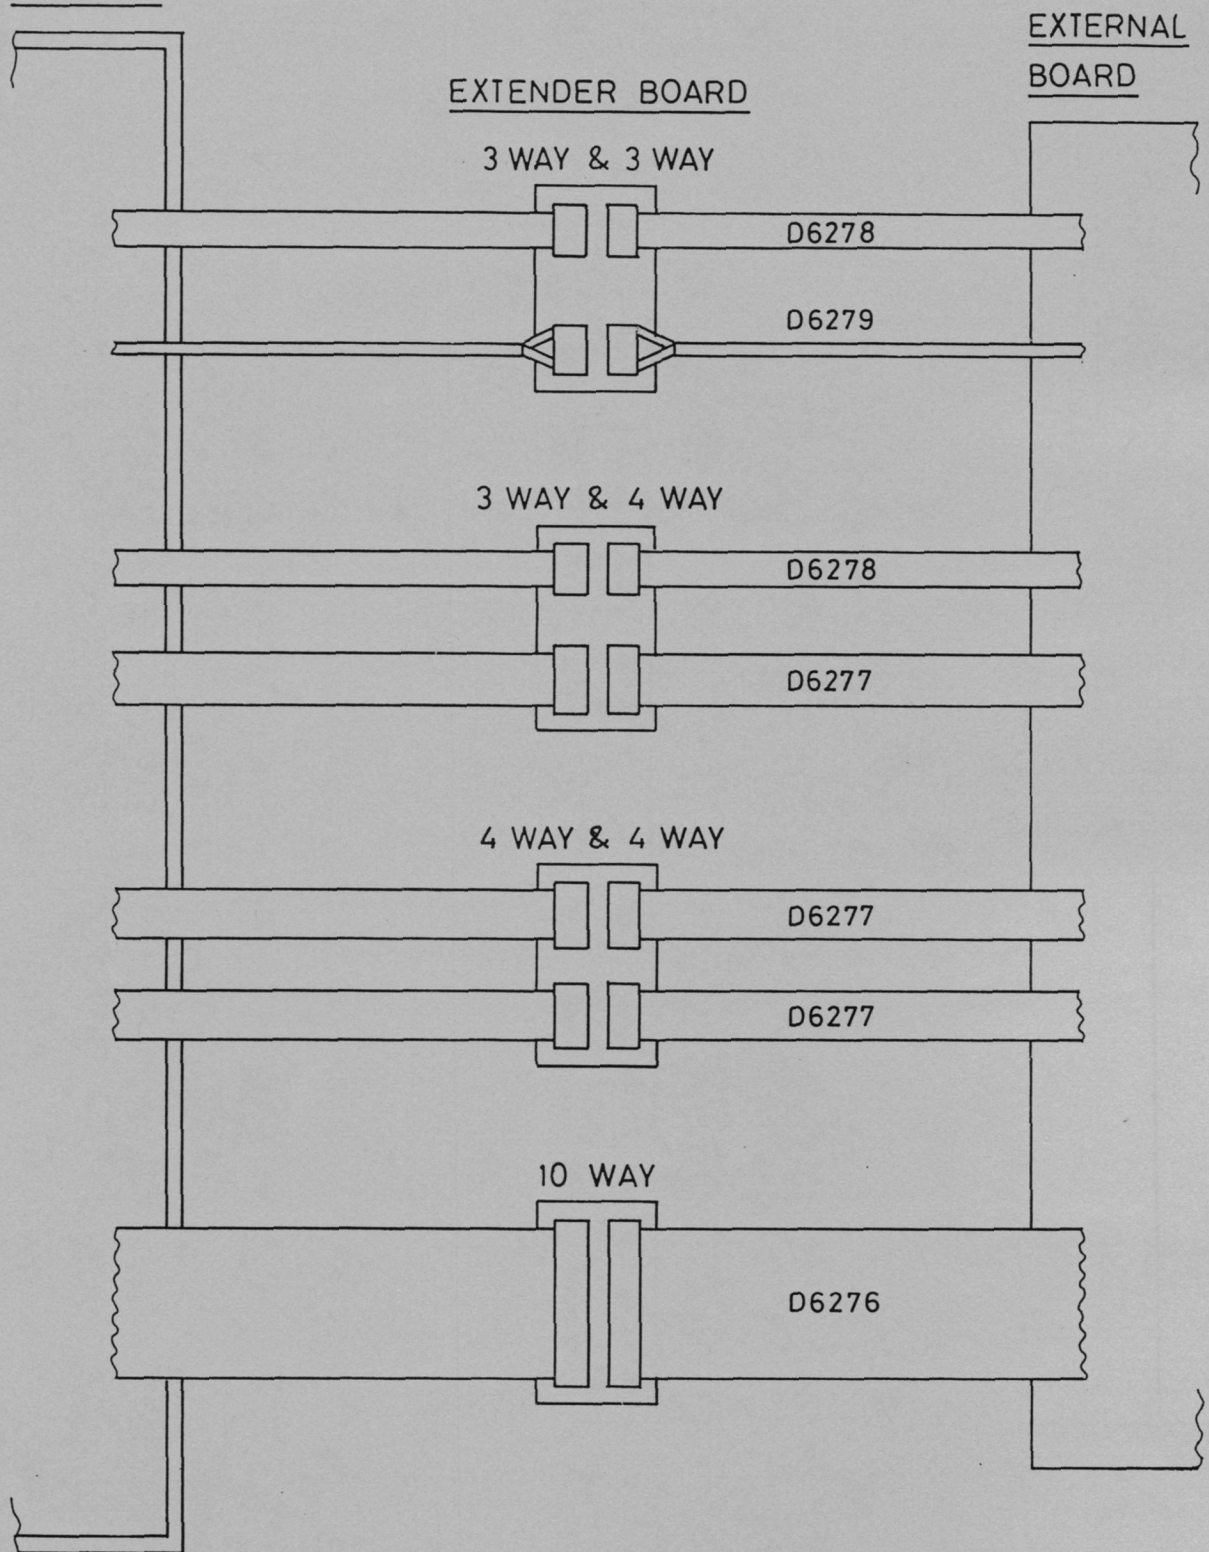 EXTERNAL
BOARD
EXTENDER BOARD
3 WAY & 3 WAY
D6278
D6279
3 WAY & 4 WAY
D6278
D6277
4 WAY & 4 WAY
D6277
D6277
10 WAY
D6276